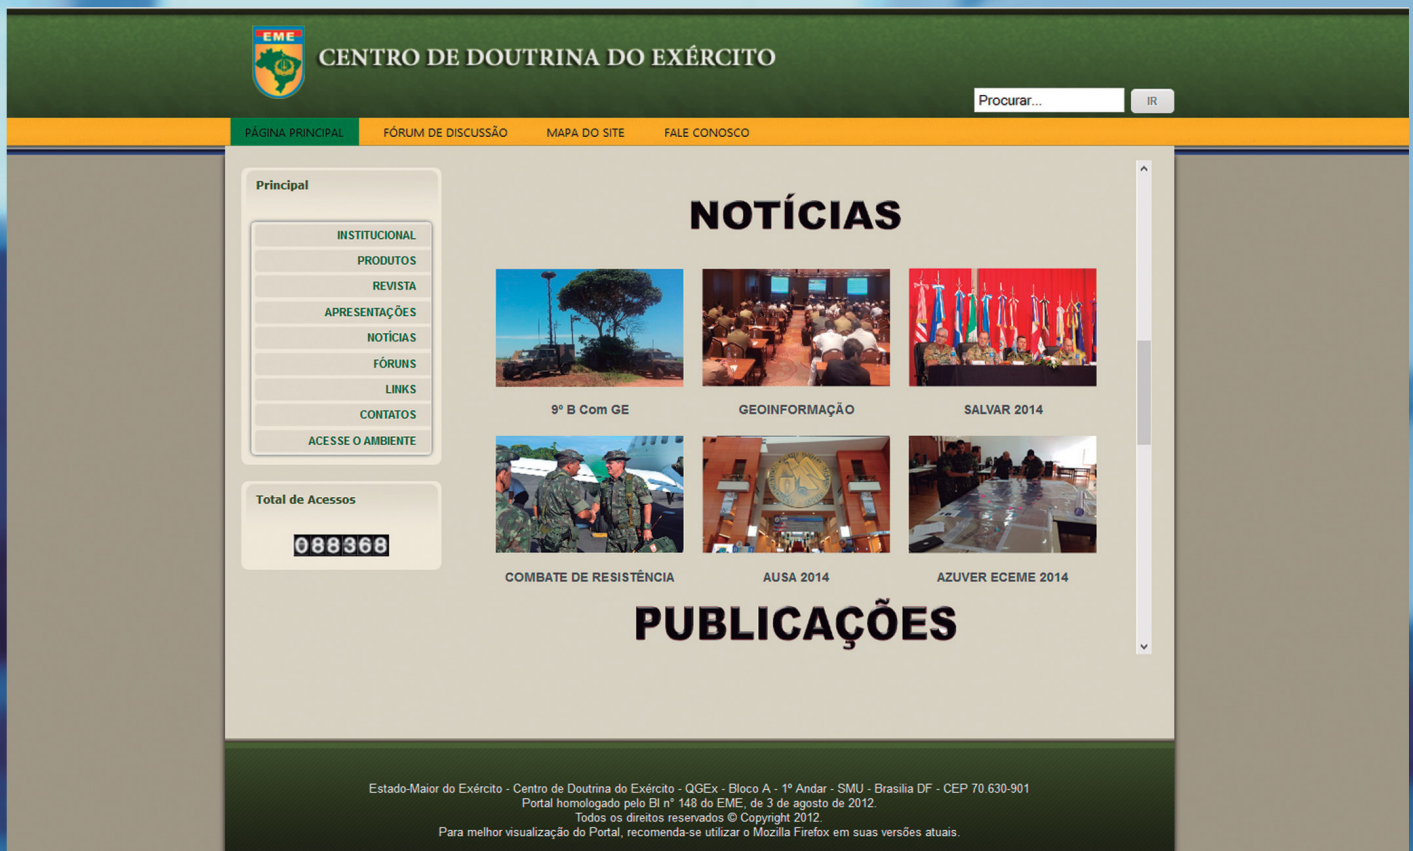 EME
CENTRO DE DOUTRINA DO EXÉRCITO
Procurar...
IR
PÁGINA PRINCIPAL
FÓRUM DE DISCUSSÃO
MAPA DO SITE
FALE CONOSCO
Principal
INSTITUCIONAL
PRODUTOS
REVISTA
APRESENTAÇÕES
NOTÍCIAS
FÓRUNS
LINKS
CONTATOS
ACESSE O AMBIENTE
Total de Acessos
088368
NOTÍCIAS
9º B Com GE
GEOINFORMAÇÃO
SALVAR 2014
COMBATE DE RESISTÊNCIA
AUSA 2014
AZUVER ECEME 2014
PUBLICAÇÕES
Estado-Maior do Exército - Centro de Doutrina do Exército - QGEx - Bloco A - 1º Andar - SMU - Brasilia DF - CEP 70.630-901
Portal homologado pelo BI n° 148 do EME, de 3 de agosto de 2012.
Todos os direitos reservados © Copyright 2012.
Para melhor visualização do Portal, recomenda-se utilizar o Mozilla Firefox em suas versões atuais.